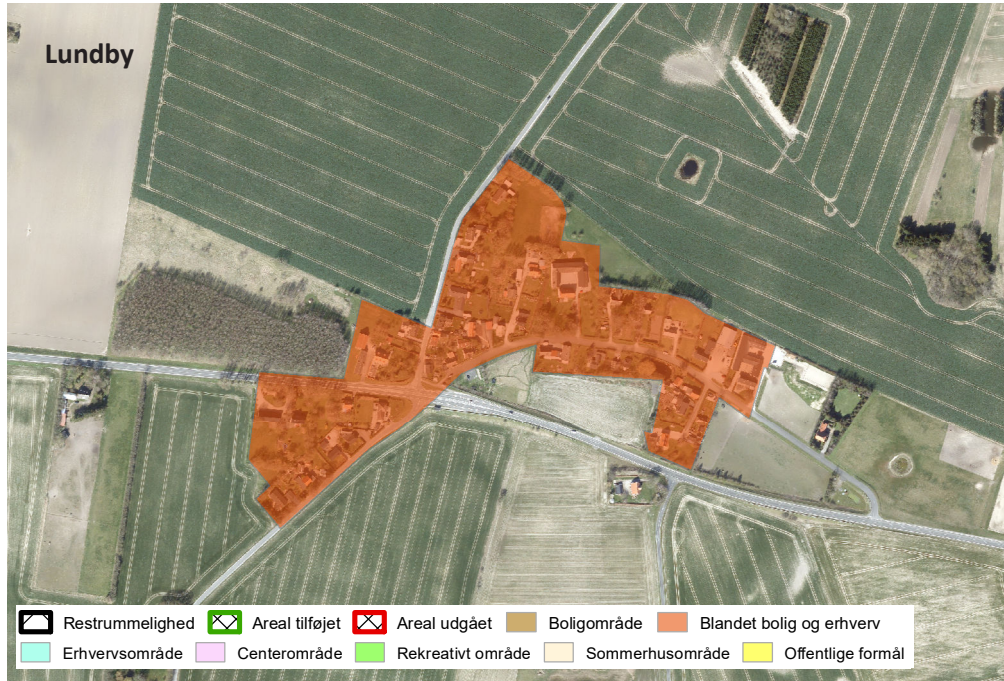 Lundby
Restrummelighed Areal tilføjet Areal udgået Boligområde Blandet bolig og erhverv
Erhvervsområde Centerområde Rekreativt område Sommerhusområde Offentlige formål